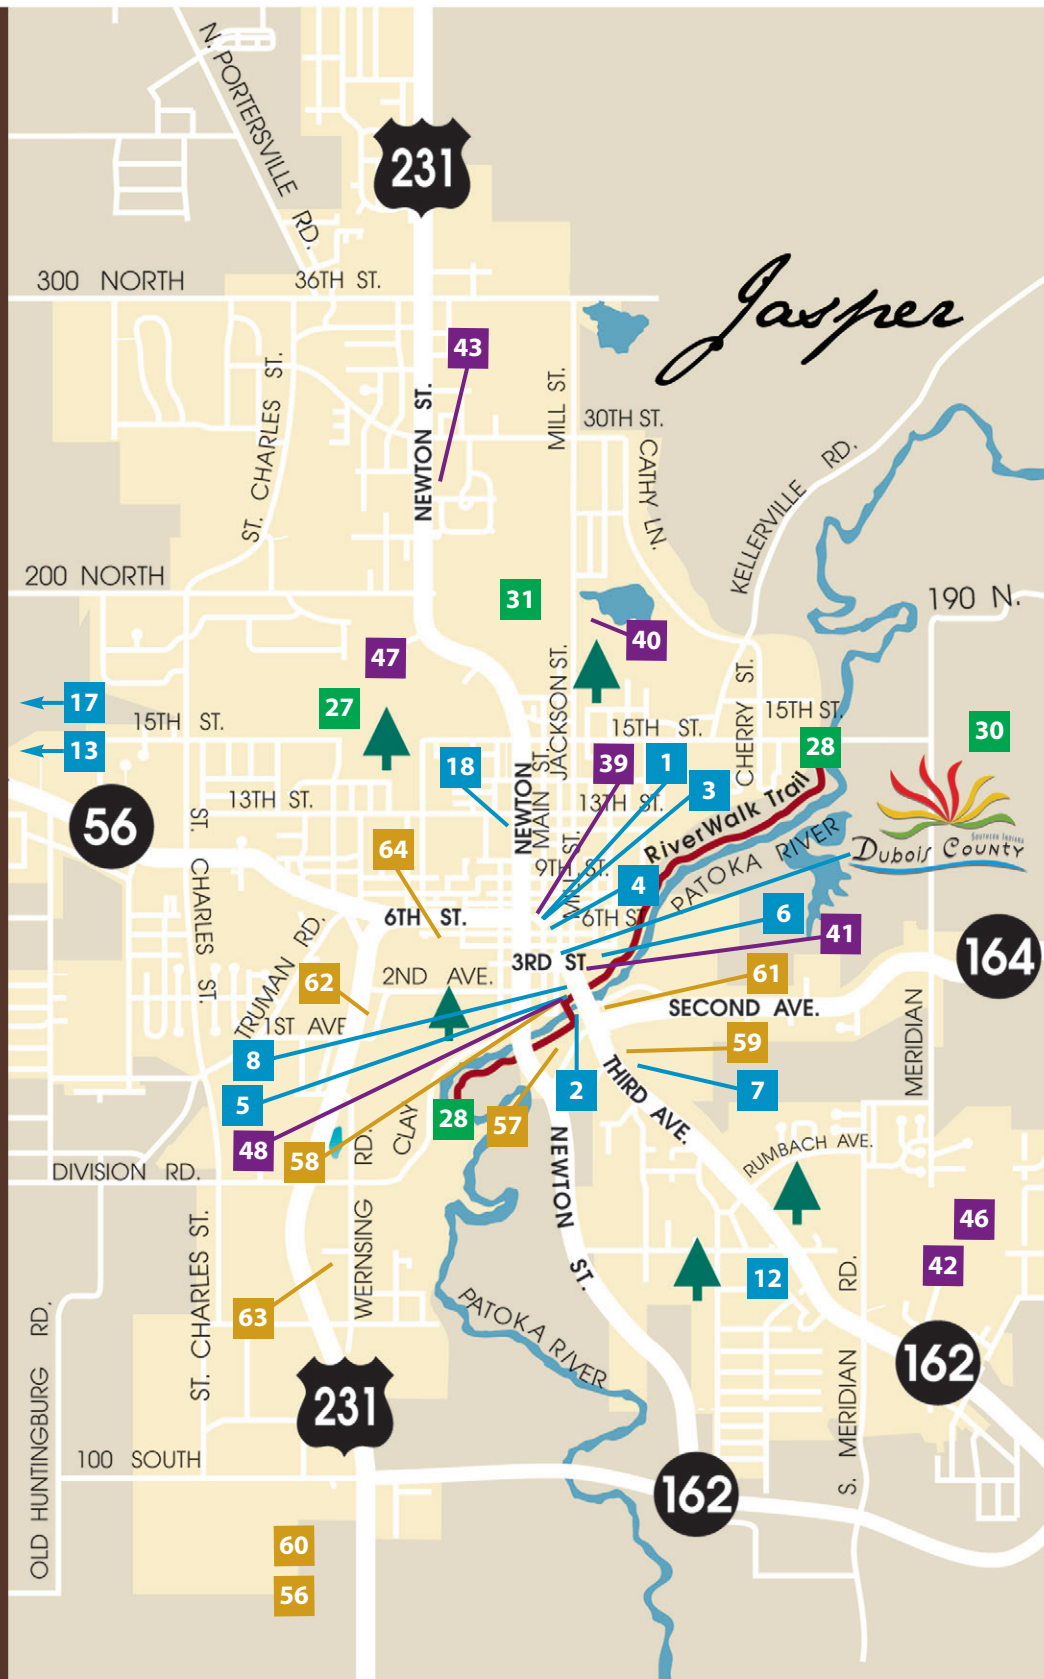 N. PORTERSVILLE RD.
231
Jasper
300 NORTH
36TH ST.
43
ST. CHARLES ST.
NEWTON ST.
MILL ST.
30TH ST.
CATHY LN.
KELLERVILLE RD.
200 NORTH
31
190 N.
40
47
JACKSON ST.
CHERRY ST.
17
27
15TH ST.
15TH ST.
15TH ST.
30
13
28
18
39
1
3
NEWTON
MAIN ST.
13TH ST.
13TH ST.
56
RiverWalk Trail
PATOKA RIVER
Southern Indiana
Dubois County
64
9TH ST.
4
ST. CHARLES ST.
6TH ST.
6TH ST
6
41
TRUMAN RD.
3RD ST.
164
62
2ND AVE.
61
SECOND AVE.
MERIDIAN
1ST AVE
8
59
5
2
7
THIRD AVE.
28
57
CLAY
48
58
RD.
WERNSING
DIVISION RD.
RUMBACH AVE.
NEWTON ST.
46
42
12
ST. CHARLES ST.
63
PATOKA RIVER
S. MERIDIAN RD.
162
231
OLD HUNTINGBURG RD.
100 SOUTH
162
60
56